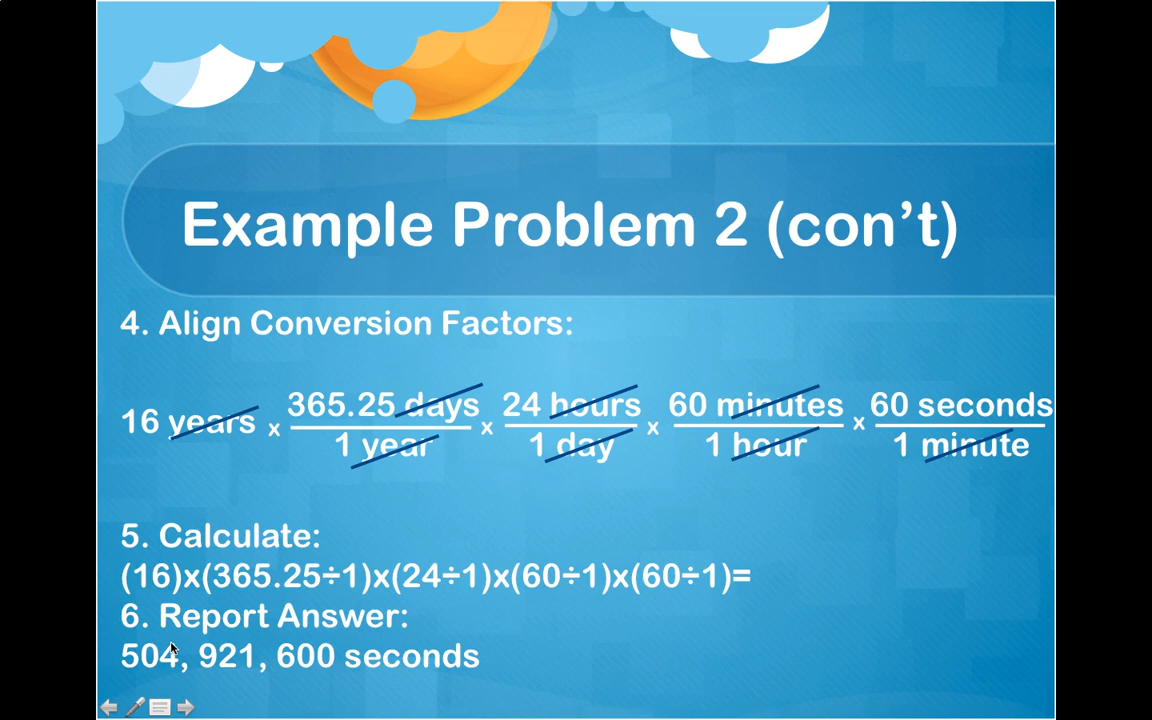 Example Problem 2 (con’t)
4. Align Conversion Factors:
16 years x 365.25 days/1 year x 24 hours/1 day x 60 minutes/1 hour x 60 seconds/1 minute
5. Calculate:
(16)x(365.25÷1)x(24÷1)x(60÷1)x(60÷1)=
6. Report Answer:
504, 921, 600 seconds